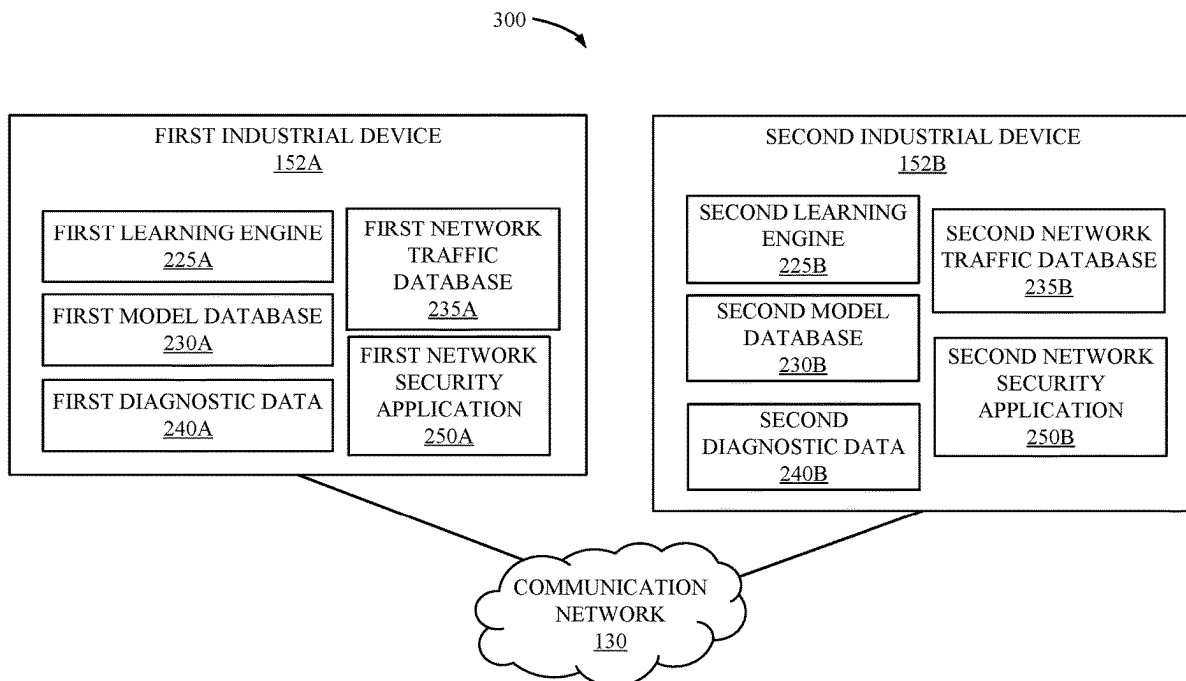 300
FIRST INDUSTRIAL DEVICE
152A
FIRST LEARNING ENGINE
225A
FIRST MODEL DATABASE
230A
FIRST DIAGNOSTIC DATA
240A
FIRST NETWORK
TRAFFIC
DATABASE
235A
FIRST NETWORK
SECURITY
APPLICATION
250A
SECOND INDUSTRIAL DEVICE
152B
SECOND LEARNING
ENGINE
225B
SECOND MODEL
DATABASE
230B
SECOND
DIAGNOSTIC DATA
240B
SECOND NETWORK
TRAFFIC DATABASE
235B
SECOND NETWORK
SECURITY
APPLICATION
250B
COMMUNICATION
NETWORK
130